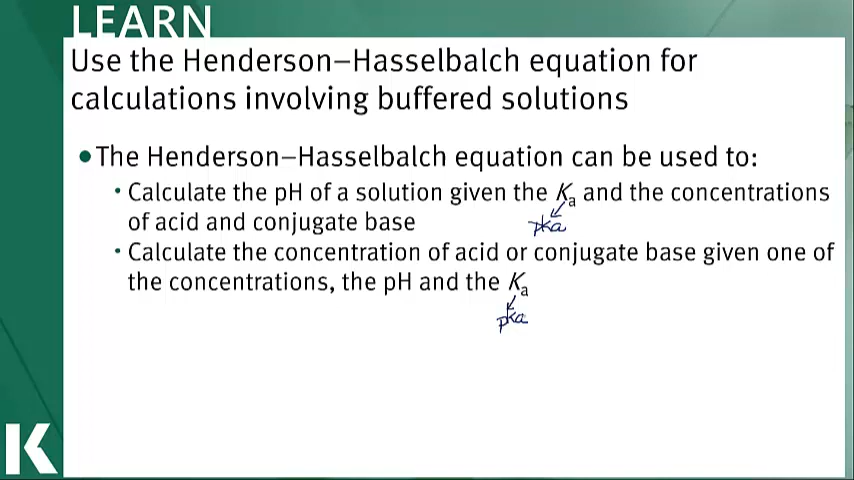 LEARN
Use the Henderson–Hasselbalch equation for
calculations involving buffered solutions
• The Henderson–Hasselbalch equation can be used to:
• Calculate the pH of a solution given the Ka and the concentrations
pka
of acid and conjugate base
• Calculate the concentration of acid or conjugate base given one of
the concentrations, the pH and the Ka
pka
K